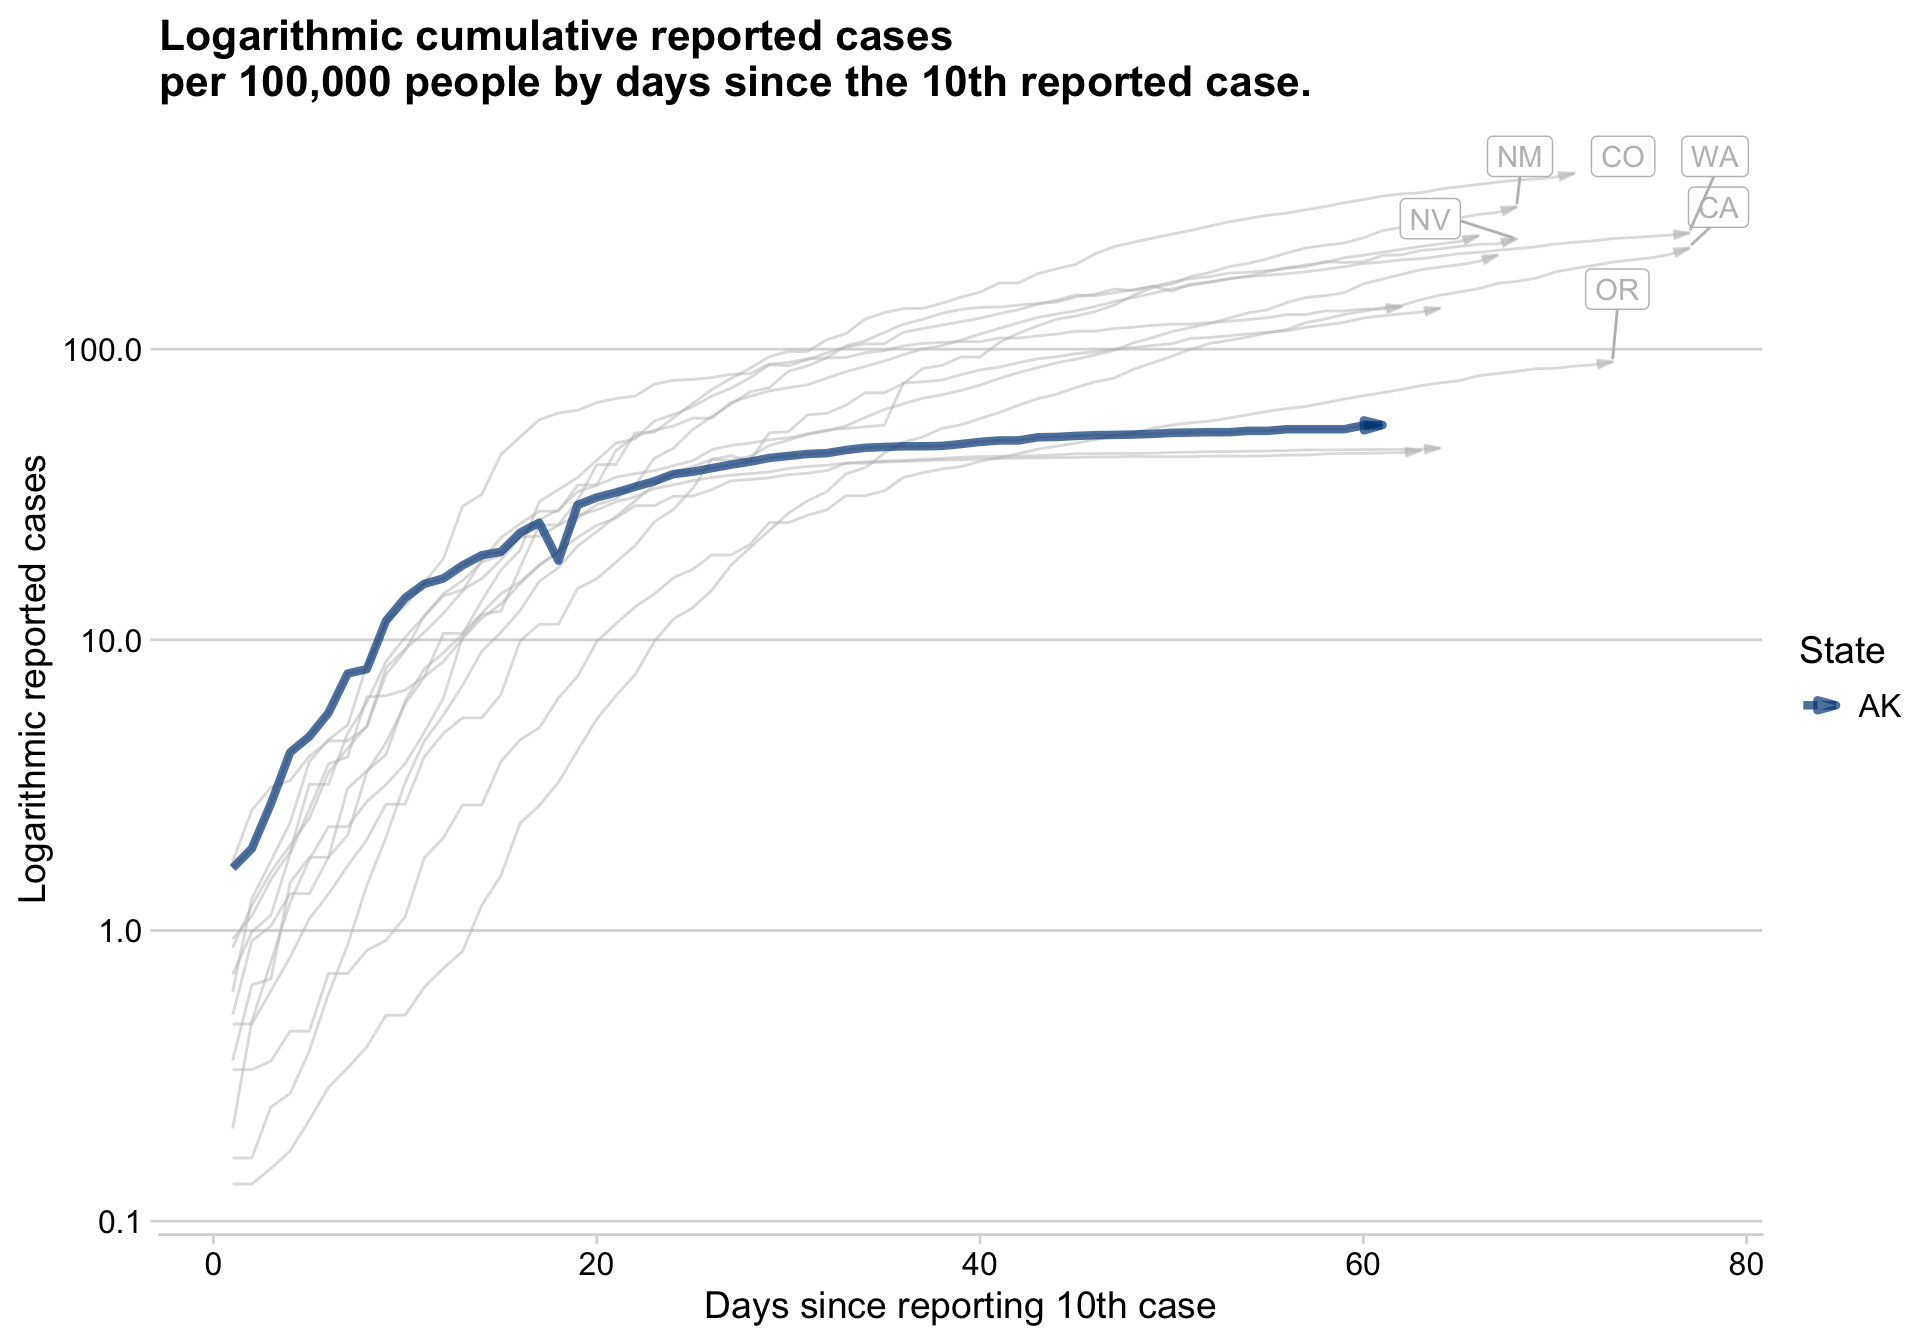 Logarithmic cumulative reported cases
per 100,000 people by days since the 10th reported case.
NM
CO
WA
CA
NV
OR
100.0
10.0
1.0
0.1
Logarithmic reported cases
State
AK
0
20
40
60
80
Days since reporting 10th case